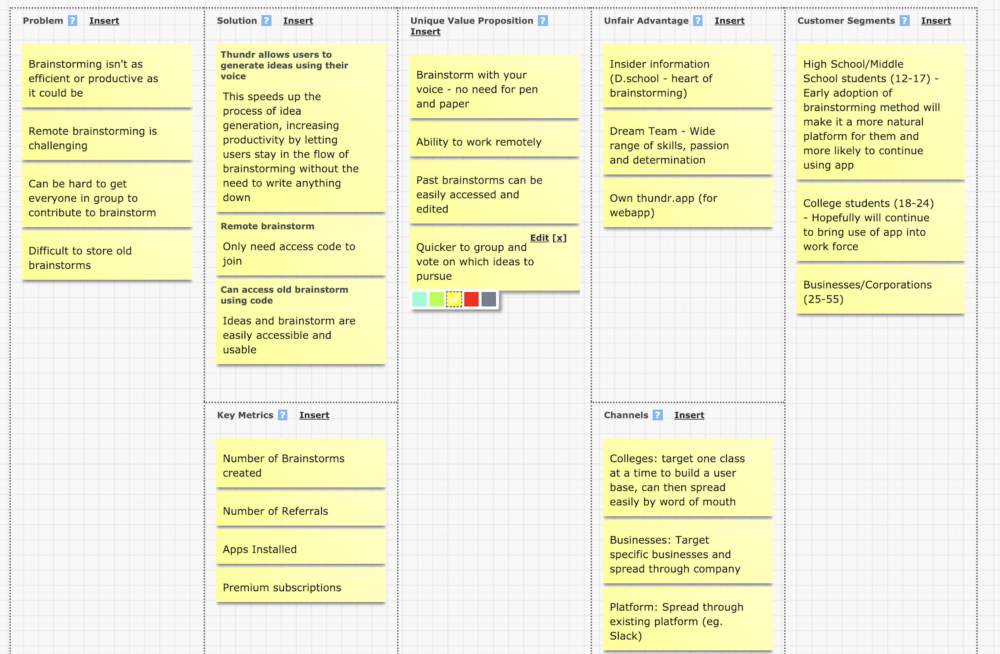 Problem ? Insert
Brainstorming isn't as
efficient or productive as
it could be
Remote brainstorming is
challenging
Can be hard to get
everyone in group to
contribute to brainstorm
Difficult to store old
brainstorms
Solution ? Insert
Thundr allows users to
generate ideas using their
voice
This speeds up the
process of idea
generation, increasing
productivity by letting
users stay in the flow of
brainstorming without the
need to write anything
down
Remote brainstorm
Only need access code to
join
Can access old brainstorm
using code
Ideas and brainstorm are
easily accessible and
usable
Key Metrics ? Insert
Number of Brainstorms
created
Number of Referrals
Apps Installed
Premium subscriptions
Unique Value Proposition ?
Insert
Brainstorm with your
voice - no need for pen
and paper
Ability to work remotely
Past brainstorms can be
easily accessed and
edited
Edit [x]
Quicker to group and
vote on which ideas to
pursue
Unfair Advantage ? Insert
Insider information
(D.school - heart of
brainstorming)
Dream Team - Wide
range of skills, passion
and determination
Own thundr.app (for
webapp)
Channels ? Insert
Colleges: target one class
at a time to build a user
base, can then spread
easily by word of mouth
Businesses: Target
specific businesses and
spread through company
Platform: Spread through
existing platform (eg.
Slack)
Customer Segments ? Insert
High School/Middle
School students (12-17) -
Early adoption of
brainstorming method will
make it a more natural
platform for them and
more likely to continue
using app
College students (18-24)
- Hopefully will continue
to bring use of app into
work force
Businesses/Corporations
(25-55)